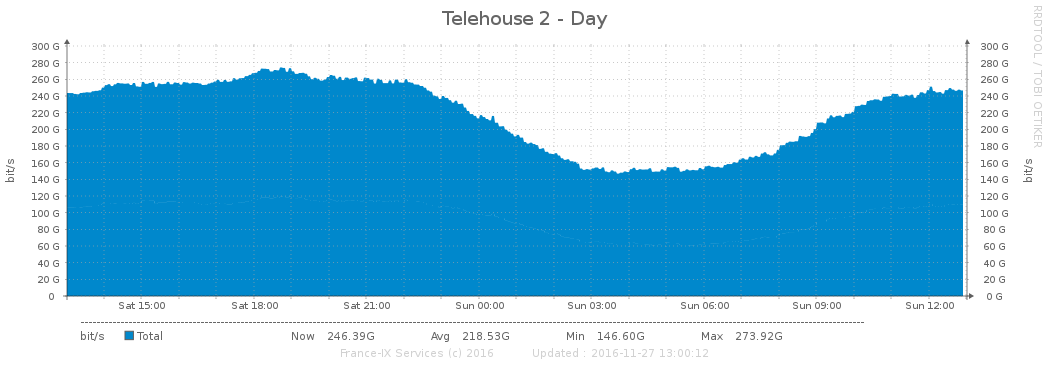 Telehouse 2 - Day
RRDTOOL / TOBI OETIKER
bit/s
300 G 300 G
280 G 280 G
260 G 260 G
240 G 240 G
220 G 220 G
200 G 200 G
180 G 180 G
160 G 160 G
140 G 140 G
120 G 120 G
100 G 100 G
80 G 80 G
60 G 60 G
40 G 40 G
20 G 20 G
0 0 G
bit/s
Sat 15:00 Sat 18:00 Sat 21:00 Sun 00:00 Sun 03:00 Sun 06:00 Sun 09:00 Sun 12:00
bit/s Total Now 246.39G Avg 218.53G Min 146.60G Max 273.92G
France-IX Services (c) 2016 Updated : 2016-11-27 13:00:12